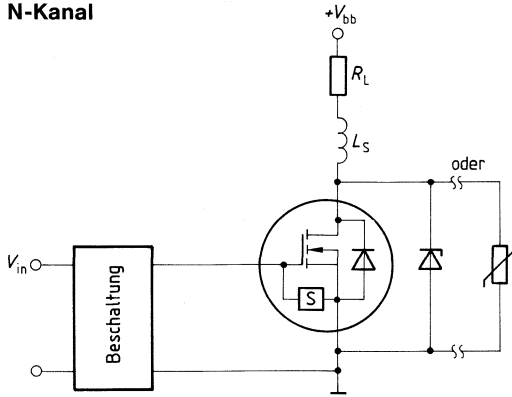 N-Kanal
+Vbb
RL
LS
oder
Vin
Beschaltung
S